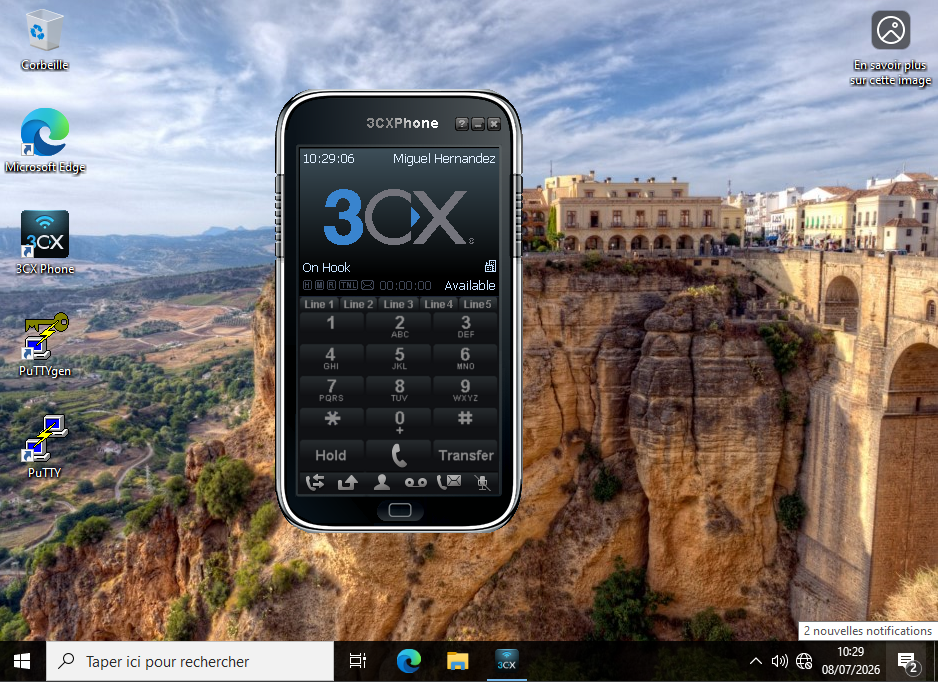 Corbeille
Microsoft Edge
3CX
3CX Phone
PuTTYgen
PuTTY
En savoir plus
sur cette image
3CXPhone
?
10:29:06 Miguel Hernandez
3CX
On Hook
H M R TNL 00:00:00 Available
Line 1 Line 2 Line 3 Line 4 Line5
1 2 3
ABC DEF
4 5 6
GHI JKL MNO
7 8 9
PQRS TUV WXYZ
* 0 #
+
Hold Transfer
2 nouvelles notifications
Taper ici pour rechercher
3CX
10:29
08/07/2026
2